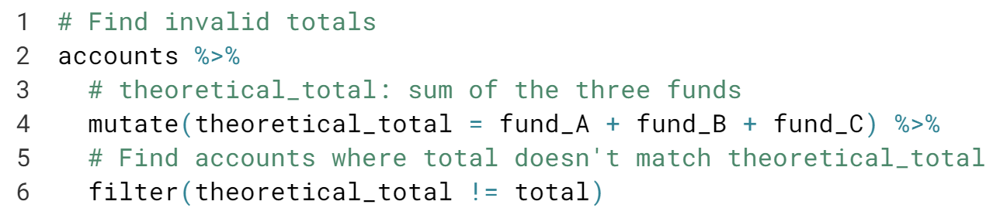 1 # Find invalid totals
2 accounts %>%
3   # theoretical_total: sum of the three funds
4   mutate(theoretical_total = fund_A + fund_B + fund_C) %>%
5   # Find accounts where total doesn't match theoretical_total
6   filter(theoretical_total != total)